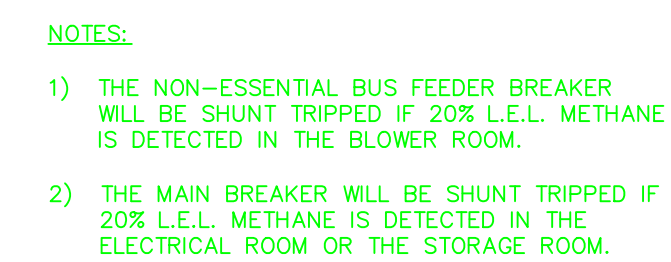 NOTES:
1) THE NON-ESSENTIAL BUS FEEDER BREAKER
WILL BE SHUNT TRIPPED IF 20% L.E.L. METHANE
IS DETECTED IN THE BLOWER ROOM.
2) THE MAIN BREAKER WILL BE SHUNT TRIPPED IF
20% L.E.L. METHANE IS DETECTED IN THE
ELECTRICAL ROOM OR THE STORAGE ROOM.